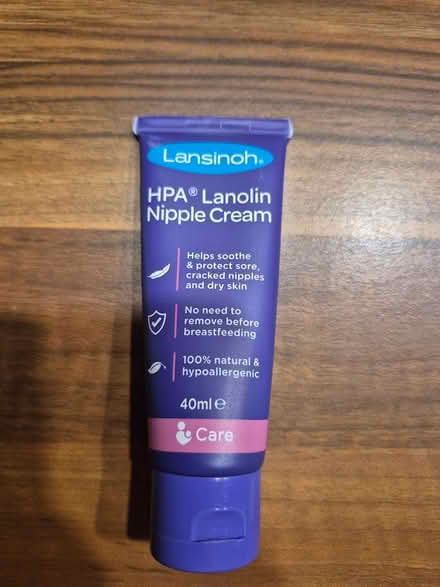 Lansinoh®
HPA® Lanolin
Nipple Cream
Helps soothe
& protect sore,
cracked nipples
and dry skin
No need to
remove before
breastfeeding
100% natural &
hypoallergenic
40ml ℮
Care